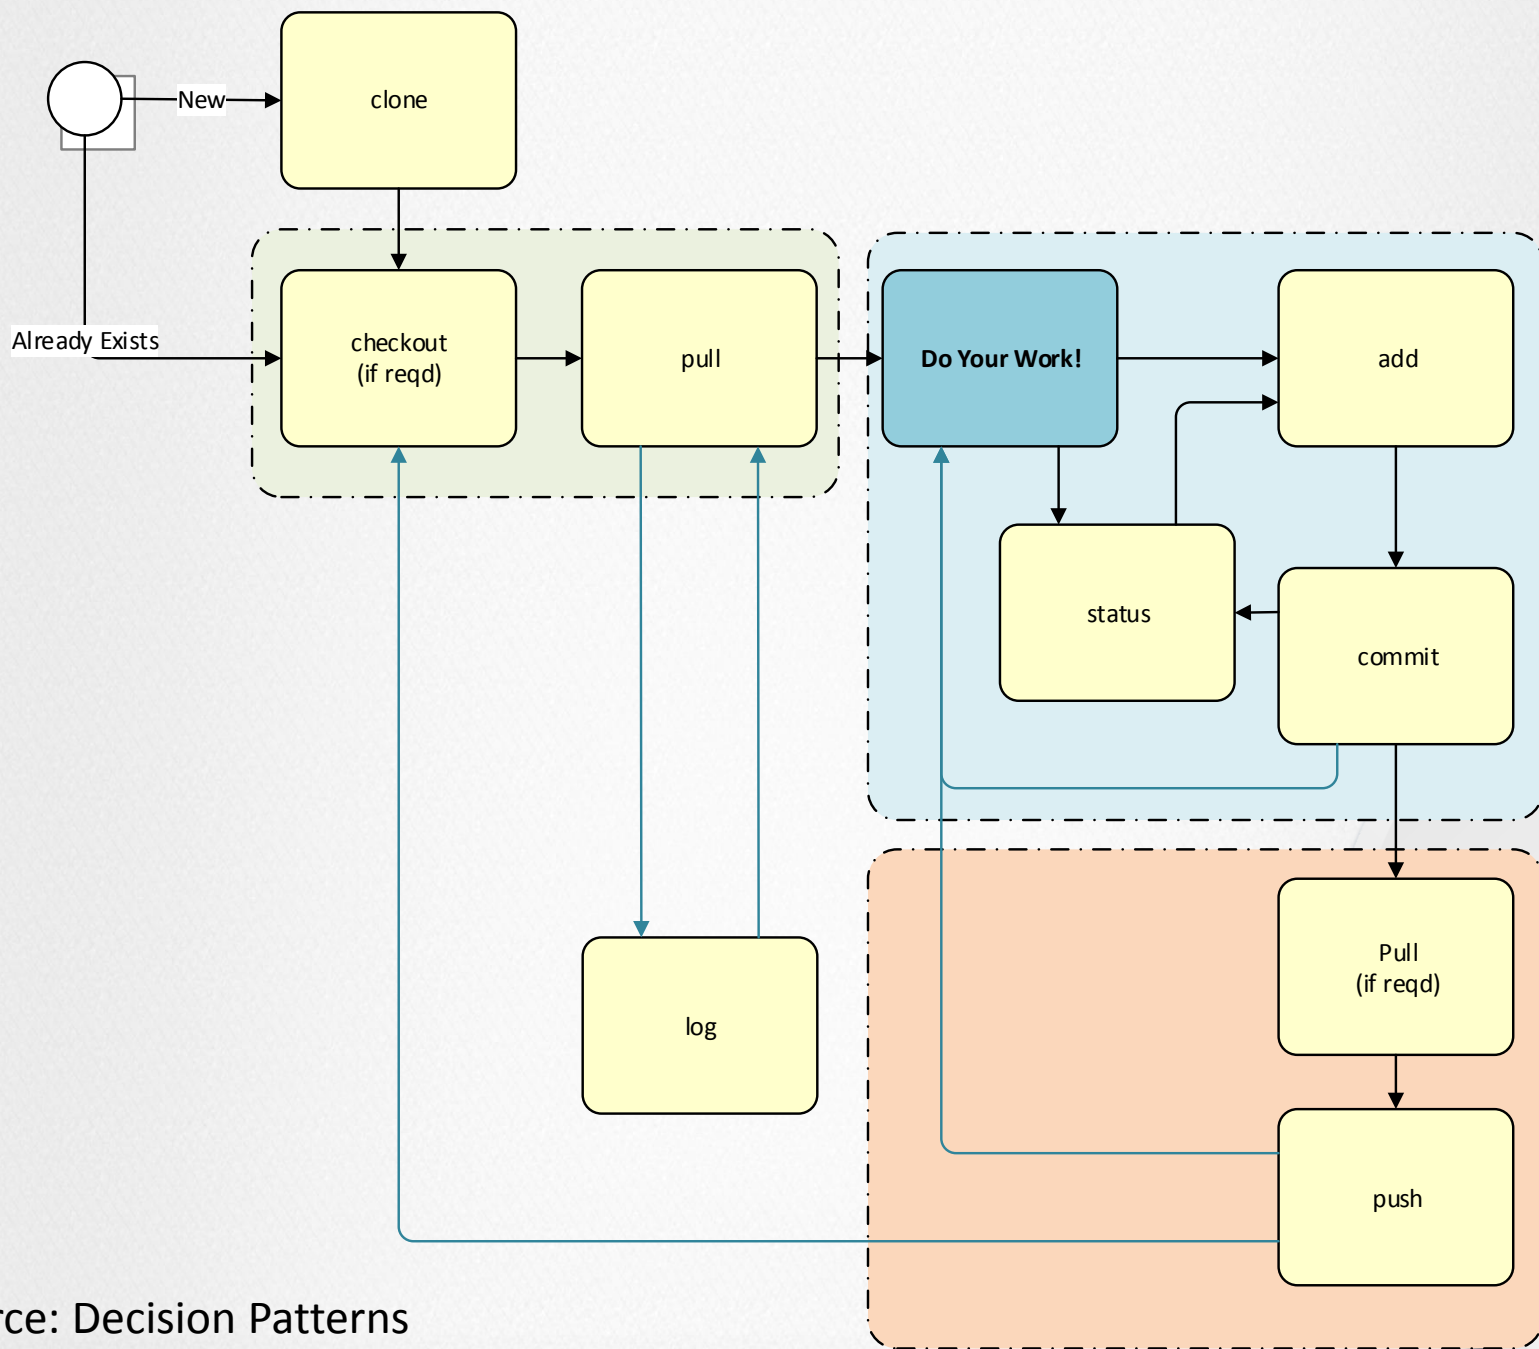 clone
New
Already Exists
checkout
(if reqd)
pull
Do Your Work!
add
status
commit
Pull
(if reqd)
log
push
rce: Decision Patterns